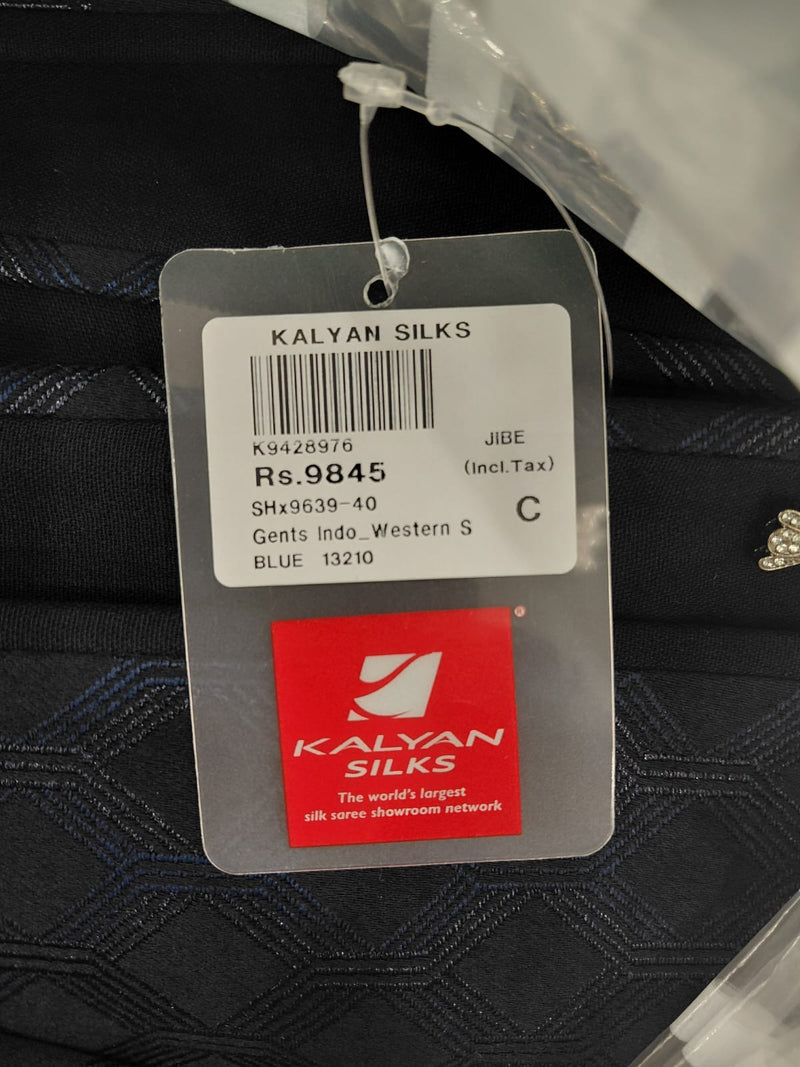 KALYAN SILKS
K9428976
JiBE
Rs.9845
(Incl.Tax)
SHx9639-40
C
Gents Indo_Western S
BLUE 13210
KALYAN
SILKS
The world's largest
silk saree showroom network